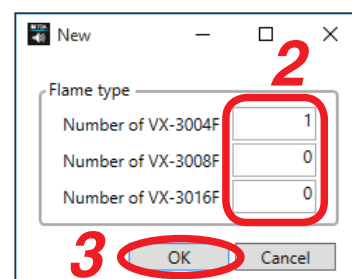 New
2
Flame type
Number of VX-3004F 1
Number of VX-3008F 0
Number of VX-3016F 0
3 OK Cancel